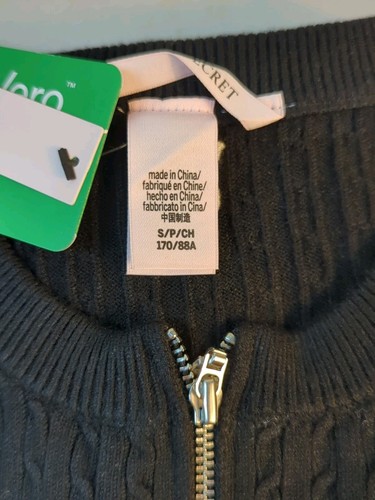 ECRET
made in China/
fabriqué en Chine/
hecho en China/
fabbricato in Cina/
中国制造
S/P/CH
170/88A